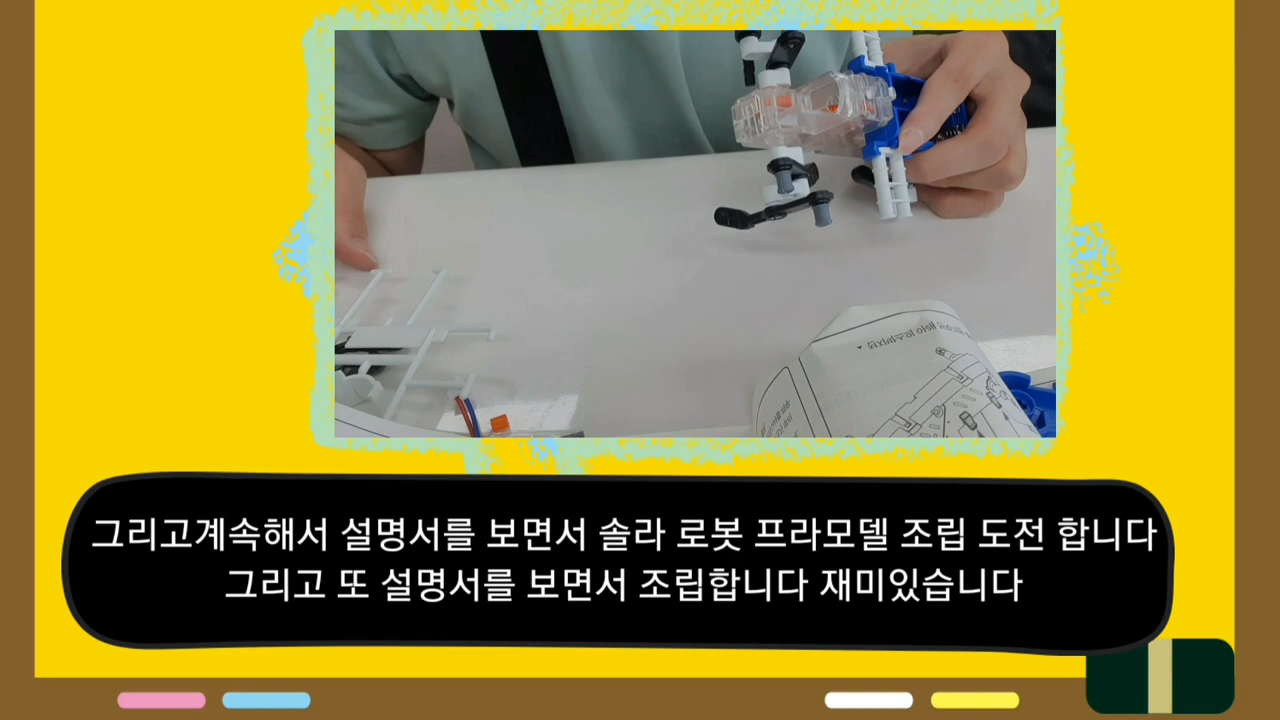 그리고계속해서 설명서를 보면서 솔라 로봇 프라모델 조립 도전 합니다
그리고 또 설명서를 보면서 조립합니다 재미있습니다